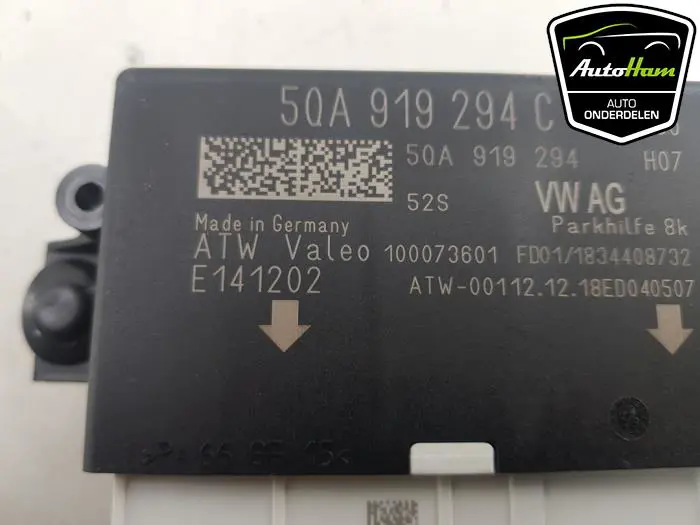 AutoHam
AUTO
ONDERDELEN
5QA 919 294 C
5QA 919 294 H07
52S VW AG
Made in Germany Parkhilfe 8k
ATW Valeo 100073601 FD01/1834408732
E141202 ATW-00112.12.18ED040507